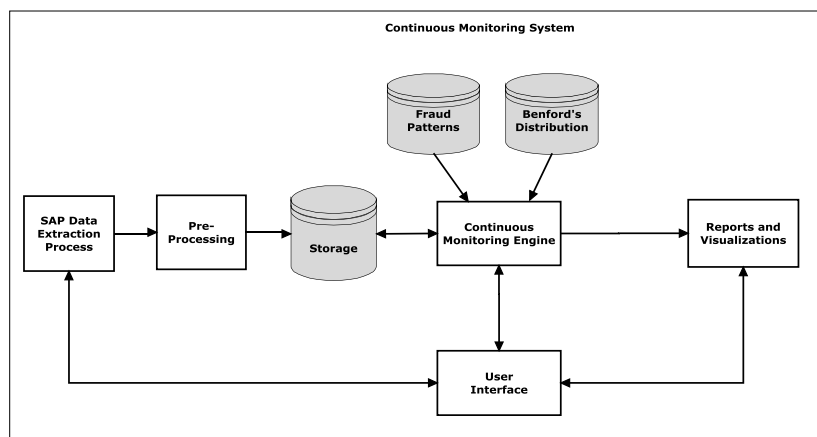 Continuous Monitoring System
Fraud
Patterns
Benford's
Distribution
SAP Data
Extraction
Process
Pre-
Processing
Storage
Continuous
Monitoring Engine
Reports and
Visualizations
User
Interface